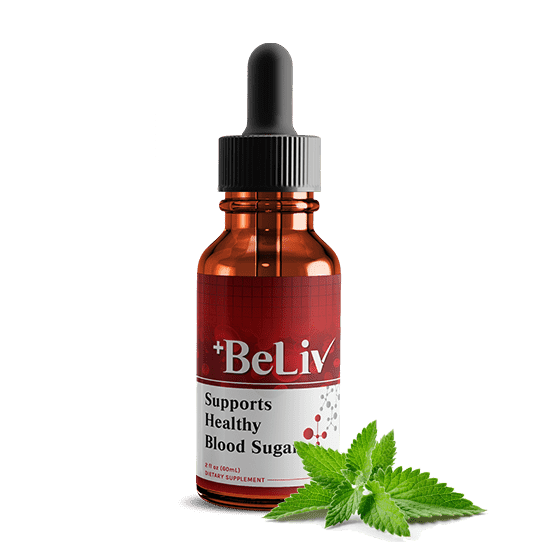 +BeLiv
Supports
Healthy
Blood Sugar
2 fl oz (60mL)
DIETARY SUPPLEMENT